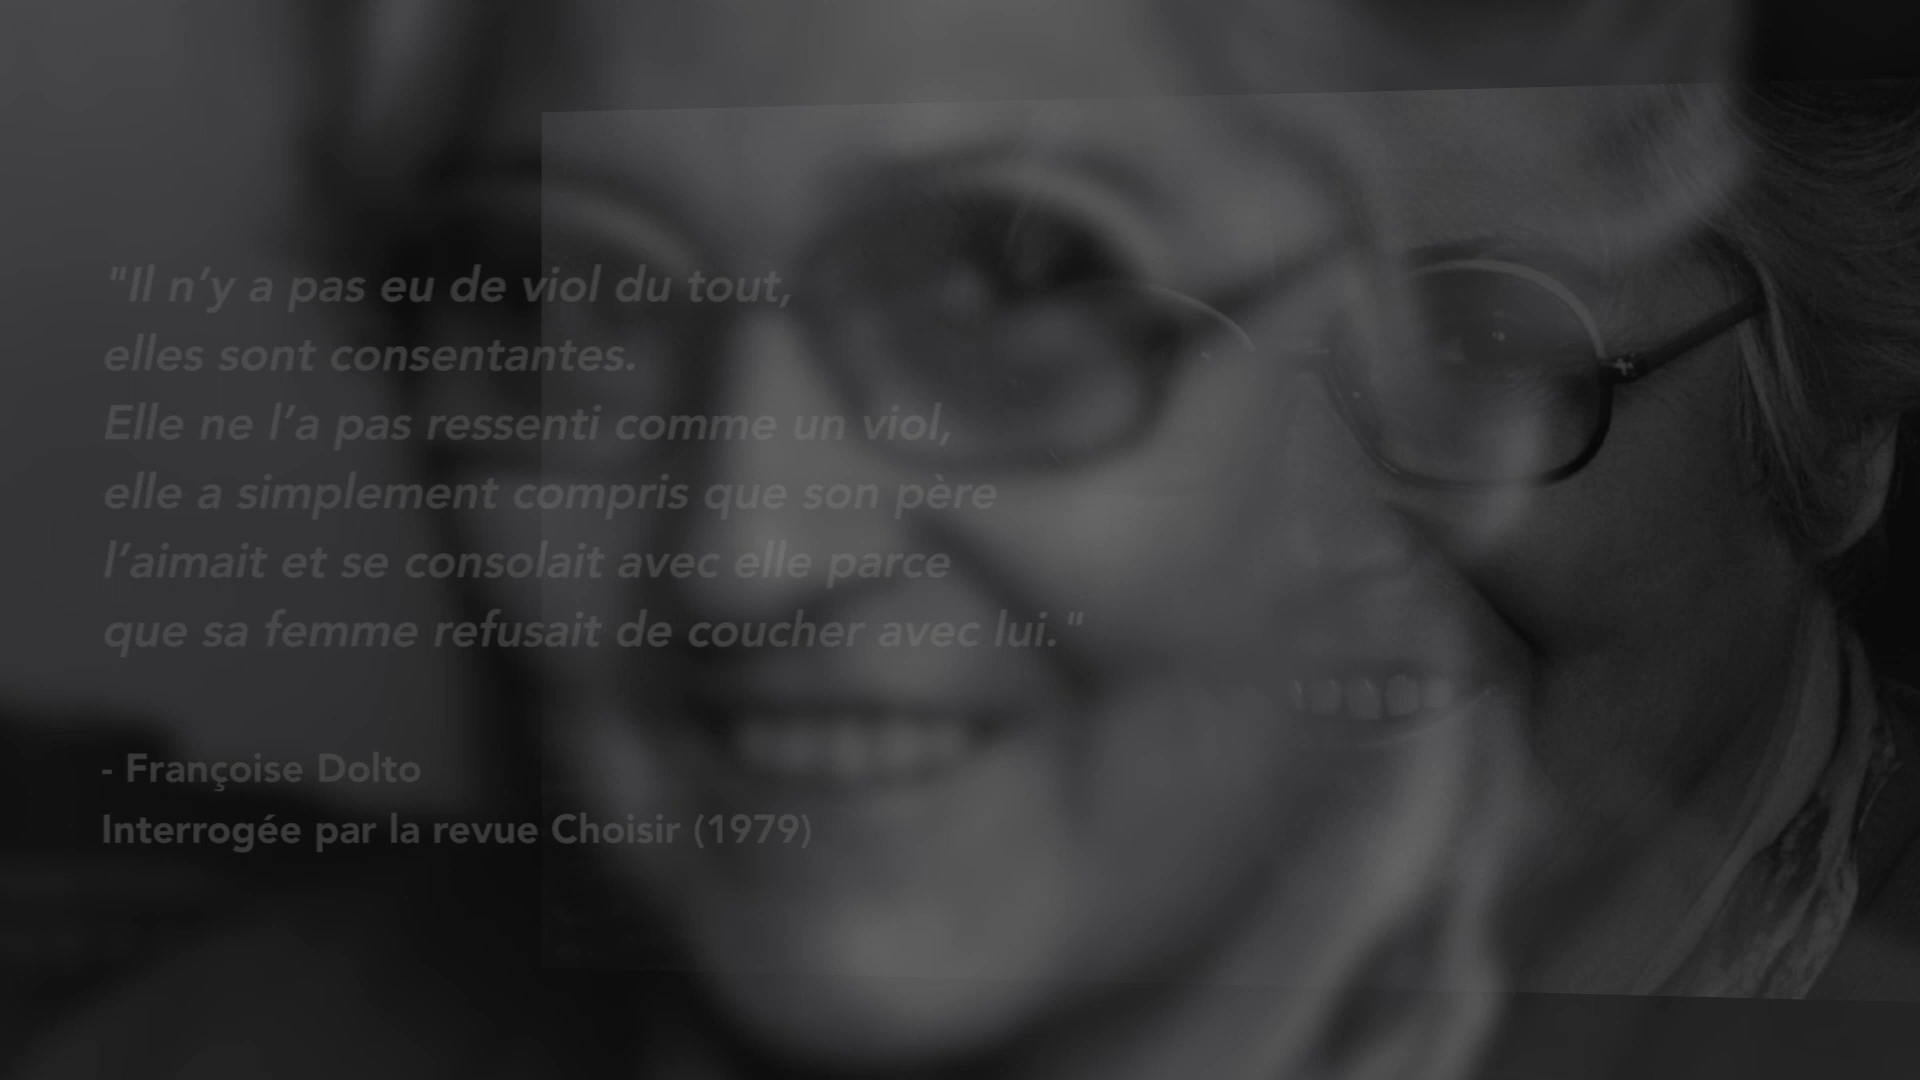 "Il n’y a pas eu de viol du tout,
elles sont consentantes.
Elle ne l’a pas ressenti comme un viol,
elle a simplement compris que son père
l’aimait et se consolait avec elle parce
que sa femme refusait de coucher avec lui."
- Françoise Dolto
Interrogée par la revue Choisir (1979)